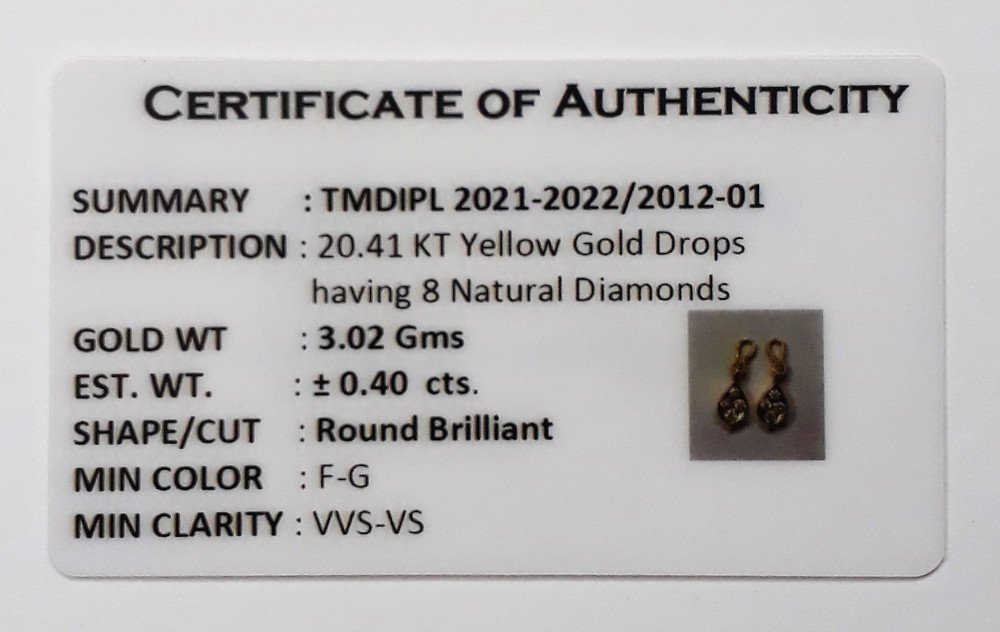 CERTIFICATE OF AUTHENTICITY
SUMMARY : TMDIPL 2021-2022/2012-01
DESCRIPTION : 20.41 KT Yellow Gold Drops
having 8 Natural Diamonds
GOLD WT : 3.02 Gms
EST. WT. : ± 0.40 cts.
SHAPE/CUT : Round Brilliant
MIN COLOR : F-G
MIN CLARITY : VVS-VS